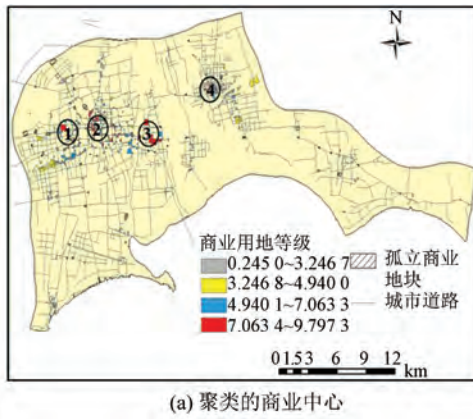 N
1
2
3
4
商业用地等级
0.245 0~3.246 7
3.246 8~4.940 0
4.940 1~7.063 3
7.063 4~9.797 3
孤立商业
地块
城市道路
0 1.5 3 6 9 12
km
(a) 聚类的商业中心